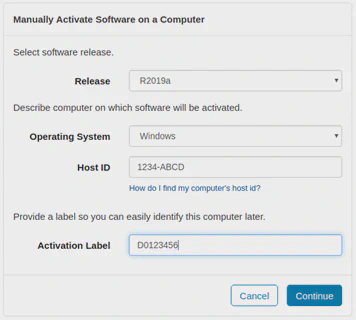 Manually Activate Software on a Computer
Select software release.
Release R2019a
Describe computer on which software will be activated.
Operating System Windows
Host ID 1234-ABCD
How do I find my computer's host id?
Provide a label so you can easily identify this computer later.
Activation Label D0123456
Cancel Continue